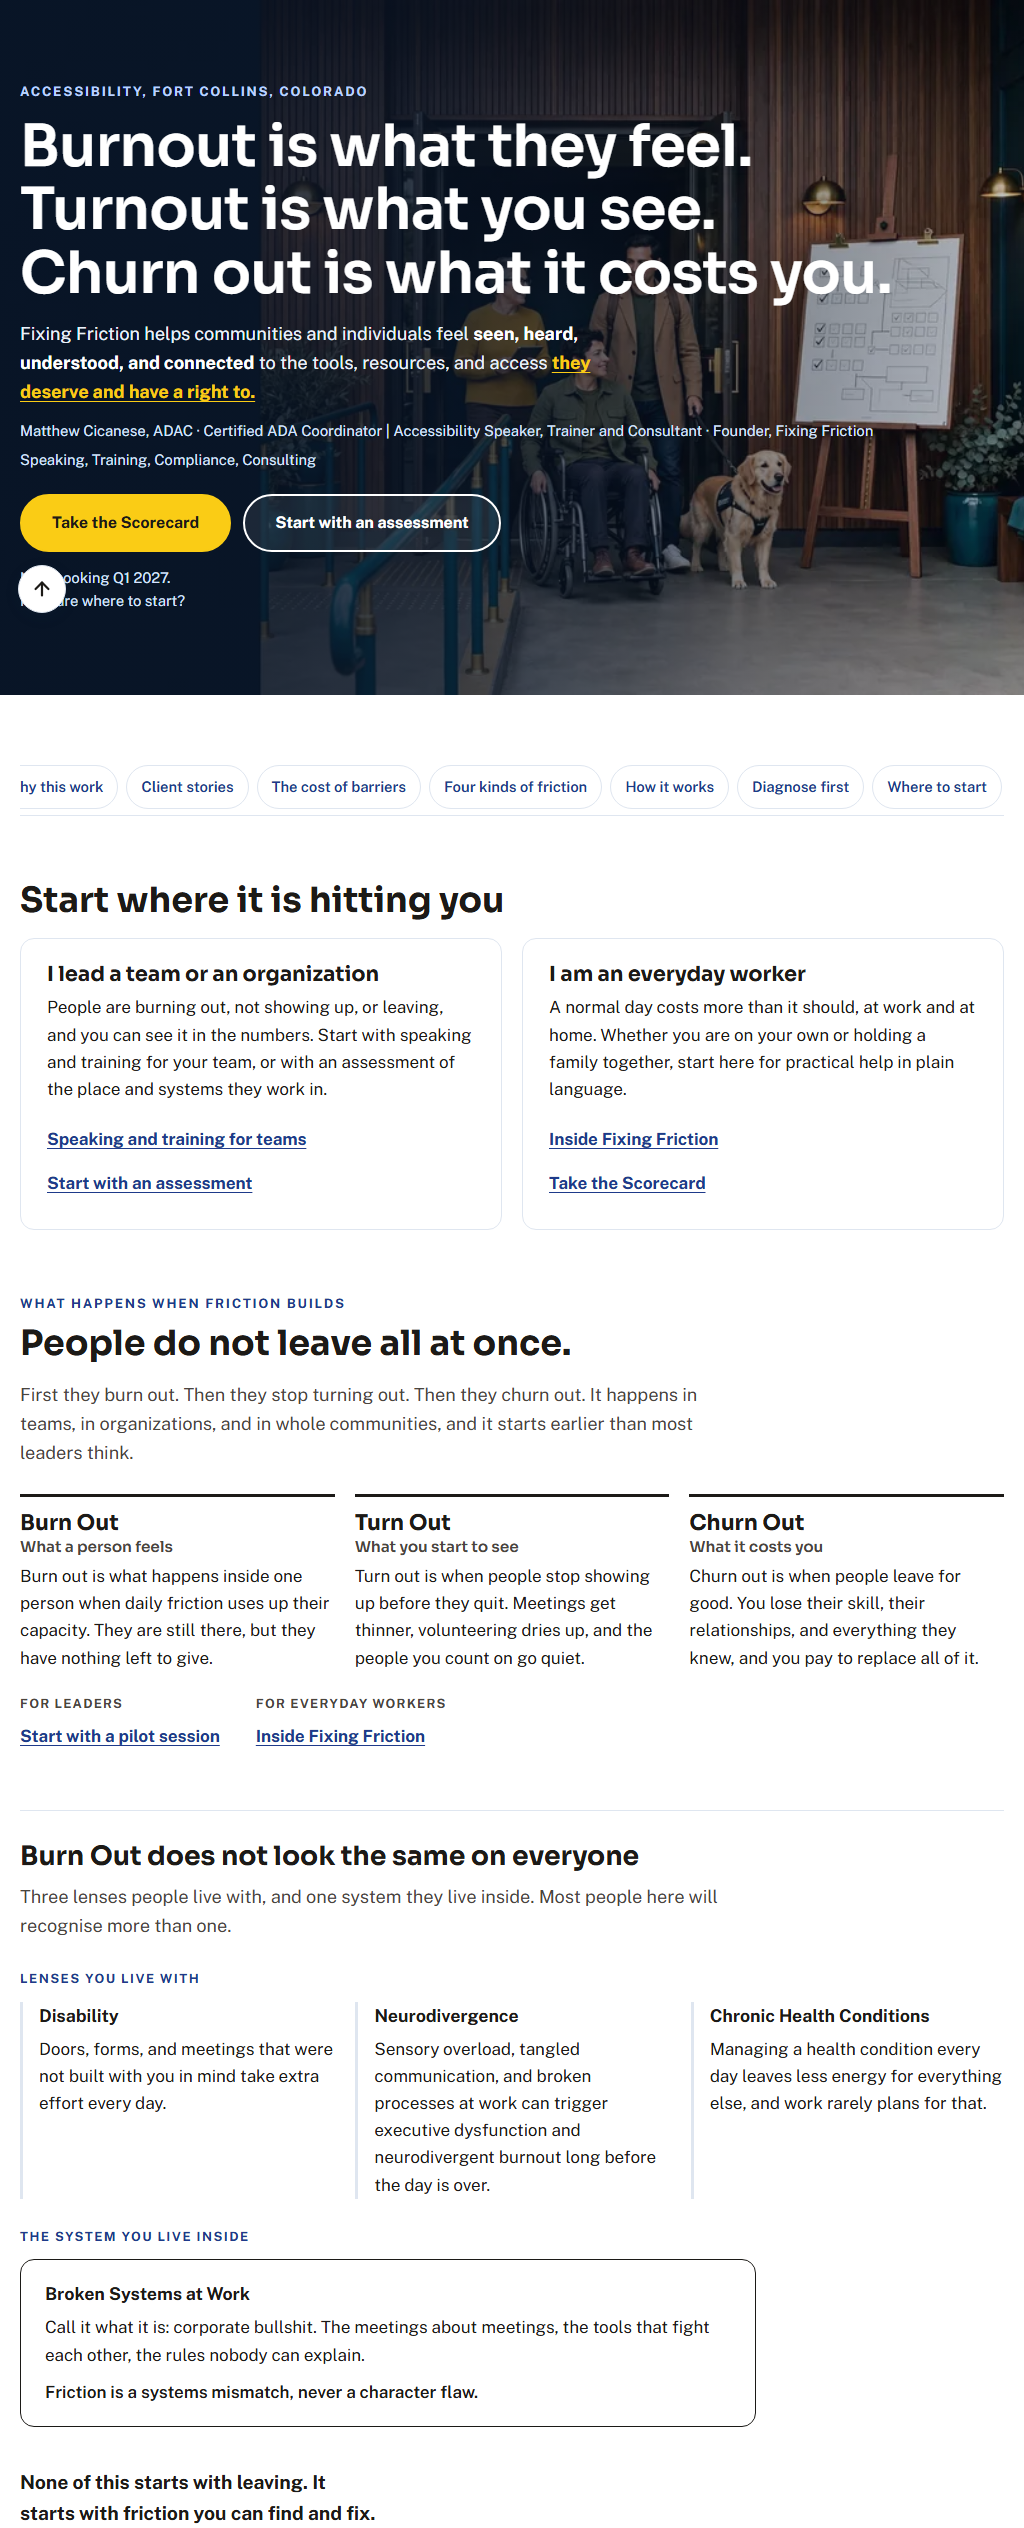 ACCESSIBILITY, FORT COLLINS, COLORADO
Burnout is what they feel.
Turnout is what you see.
Churn out is what it costs you.
Fixing Friction helps communities and individuals feel seen, heard,
understood, and connected to the tools, resources, and access they
deserve and have a right to.
Matthew Cicanese, ADAC · Certified ADA Coordinator | Accessibility Speaker, Trainer and Consultant · Founder, Fixing Friction
Speaking, Training, Compliance, Consulting
Take the Scorecard
Start with an assessment
ooking Q1 2027.
re where to start?
hy this work
Client stories
The cost of barriers
Four kinds of friction
How it works
Diagnose first
Where to start
Start where it is hitting you
I lead a team or an organization
People are burning out, not showing up, or leaving,
and you can see it in the numbers. Start with speaking
and training for your team, or with an assessment of
the place and systems they work in.
Speaking and training for teams
Start with an assessment
I am an everyday worker
A normal day costs more than it should, at work and at
home. Whether you are on your own or holding a
family together, start here for practical help in plain
language.
Inside Fixing Friction
Take the Scorecard
WHAT HAPPENS WHEN FRICTION BUILDS
People do not leave all at once.
First they burn out. Then they stop turning out. Then they churn out. It happens in
teams, in organizations, and in whole communities, and it starts earlier than most
leaders think.
Burn Out
What a person feels
Burn out is what happens inside one
person when daily friction uses up their
capacity. They are still there, but they
have nothing left to give.
Turn Out
What you start to see
Turn out is when people stop showing
up before they quit. Meetings get
thinner, volunteering dries up, and the
people you count on go quiet.
Churn Out
What it costs you
Churn out is when people leave for
good. You lose their skill, their
relationships, and everything they
knew, and you pay to replace all of it.
FOR LEADERS
Start with a pilot session
FOR EVERYDAY WORKERS
Inside Fixing Friction
Burn Out does not look the same on everyone
Three lenses people live with, and one system they live inside. Most people here will
recognise more than one.
LENSES YOU LIVE WITH
Disability
Doors, forms, and meetings that were
not built with you in mind take extra
effort every day.
Neurodivergence
Sensory overload, tangled
communication, and broken
processes at work can trigger
executive dysfunction and
neurodivergent burnout long before
the day is over.
Chronic Health Conditions
Managing a health condition every
day leaves less energy for everything
else, and work rarely plans for that.
THE SYSTEM YOU LIVE INSIDE
Broken Systems at Work
Call it what it is: corporate bullshit. The meetings about meetings, the tools that fight
each other, the rules nobody can explain.
Friction is a systems mismatch, never a character flaw.
None of this starts with leaving. It
starts with friction you can find and fix.